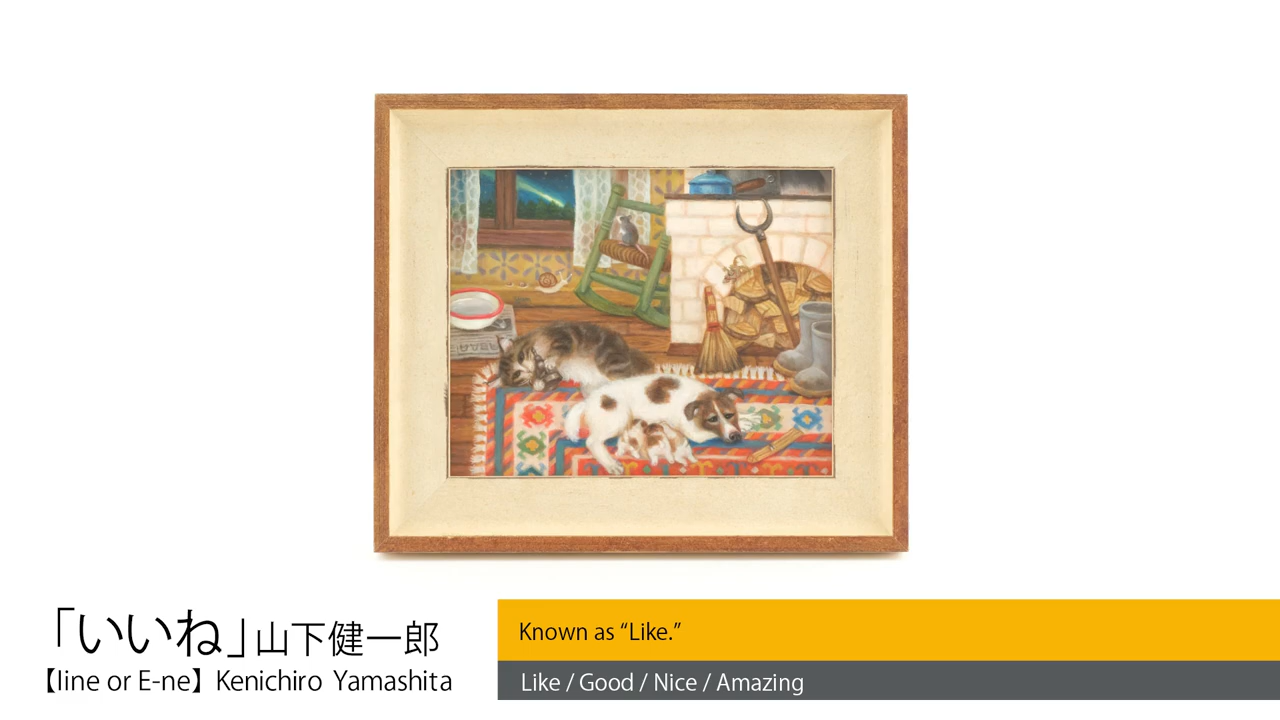 「いいね」山下健一郎
【Iine or E-ne】Kenichiro Yamashita
Known as “Like.”
Like / Good / Nice / Amazing